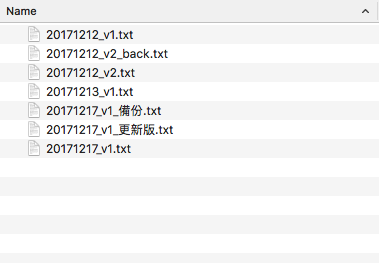 Name
20171212_v1.txt
20171212_v2_back.txt
20171212_v2.txt
20171213_v1.txt
20171217_v1_備份.txt
20171217_v1_更新版.txt
20171217_v1.txt